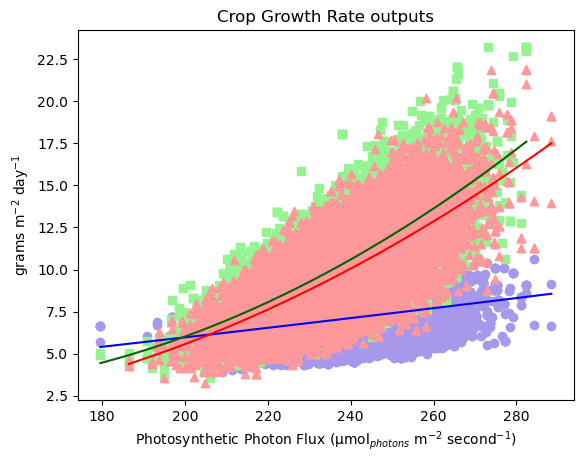 Crop Growth Rate outputs
22.5
20.0
17.5
15.0
12.5
10.0
7.5
5.0
2.5
grams m⁻² day⁻¹
180 200 220 240 260 280
Photosynthetic Photon Flux (μmol_photons m⁻² second⁻¹)